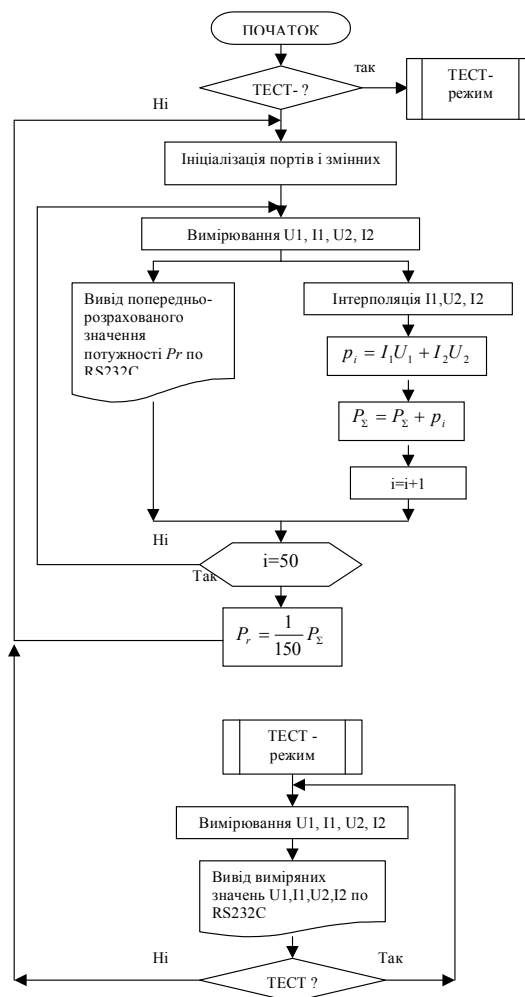 ПОЧАТОК
ТЕСТ- ?
так
ТЕСТ-
режим
Ні
Ініціалізація портів і змінних
Вимірювання U1, I1, U2, I2
Вивід попередньо-
розрахованого
значення
потужності Pr по
RS232C
Інтерполяція I1,U2, I2
p_i = I_1U_1 + I_2U_2
P_Σ = P_Σ + p_i
i=i+1
Ні
i=50
Так
P_r = \frac{1}{150} P_Σ
ТЕСТ -
режим
Вимірювання U1, I1, U2, I2
Вивід виміряних
значень U1,I1,U2,I2 по
RS232C
Ні
ТЕСТ ?
Так